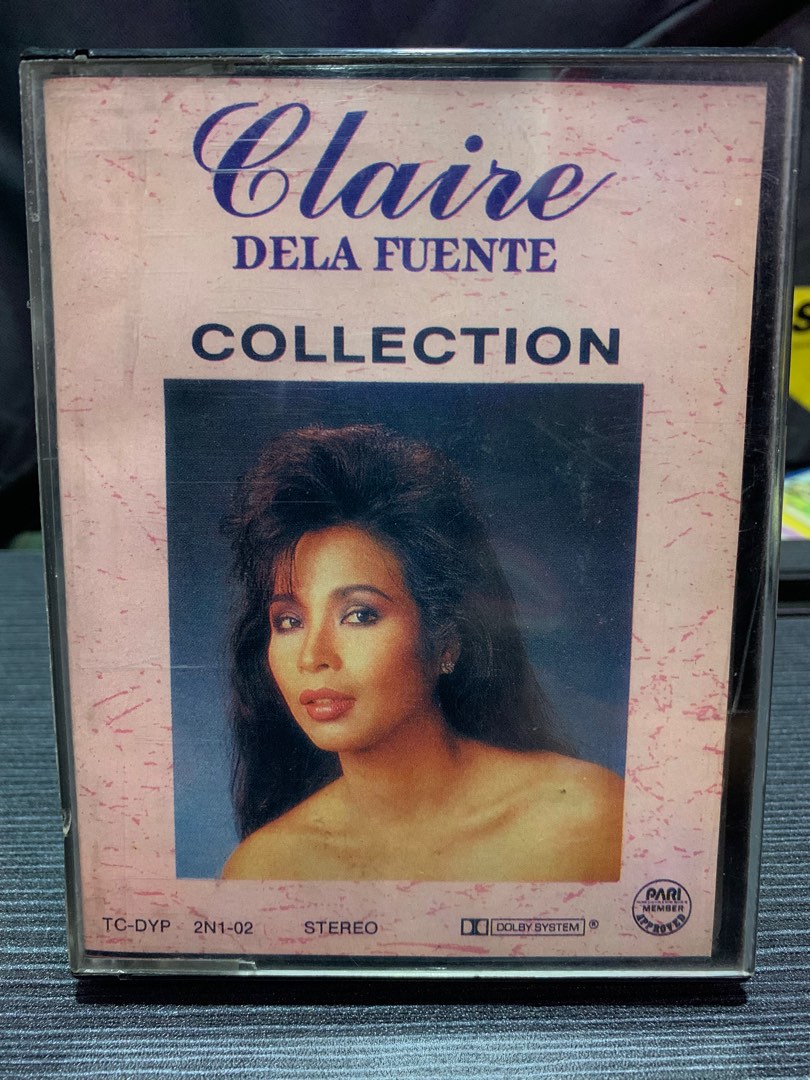 Claire
DELA FUENTE
COLLECTION
TC-DYP 2N1-02 STEREO DOLBY SYSTEM ®
PARI
MEMBER
APPROVED